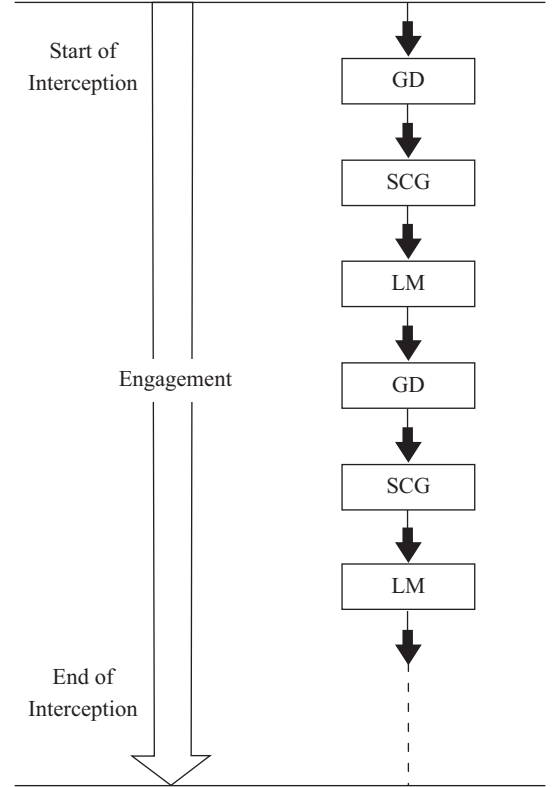 Start of
Interception
GD
SCG
LM
Engagement
GD
SCG
LM
End of
Interception